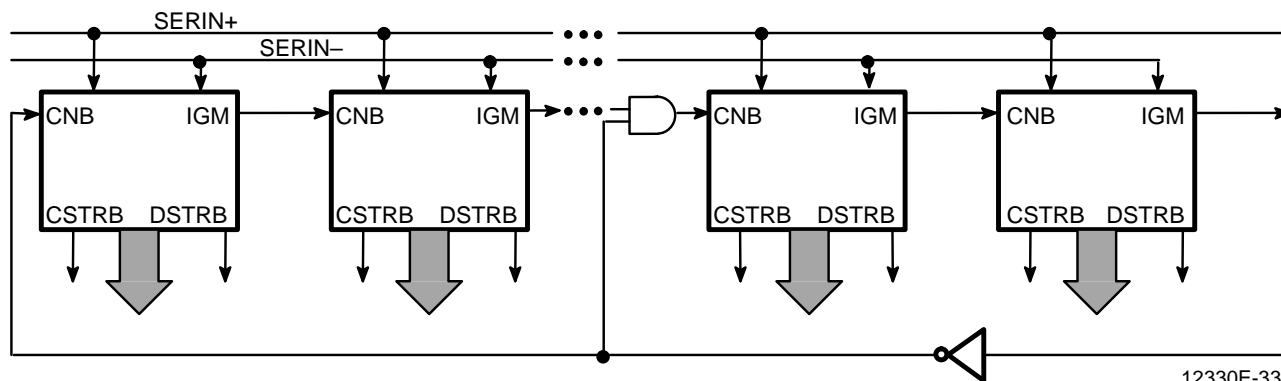 SERIN+
SERIN–
CNB IGM CNB IGM CNB IGM CNB IGM
CSTRB DSTRB CSTRB DSTRB CSTRB DSTRB CSTRB DSTRB
12330E-33